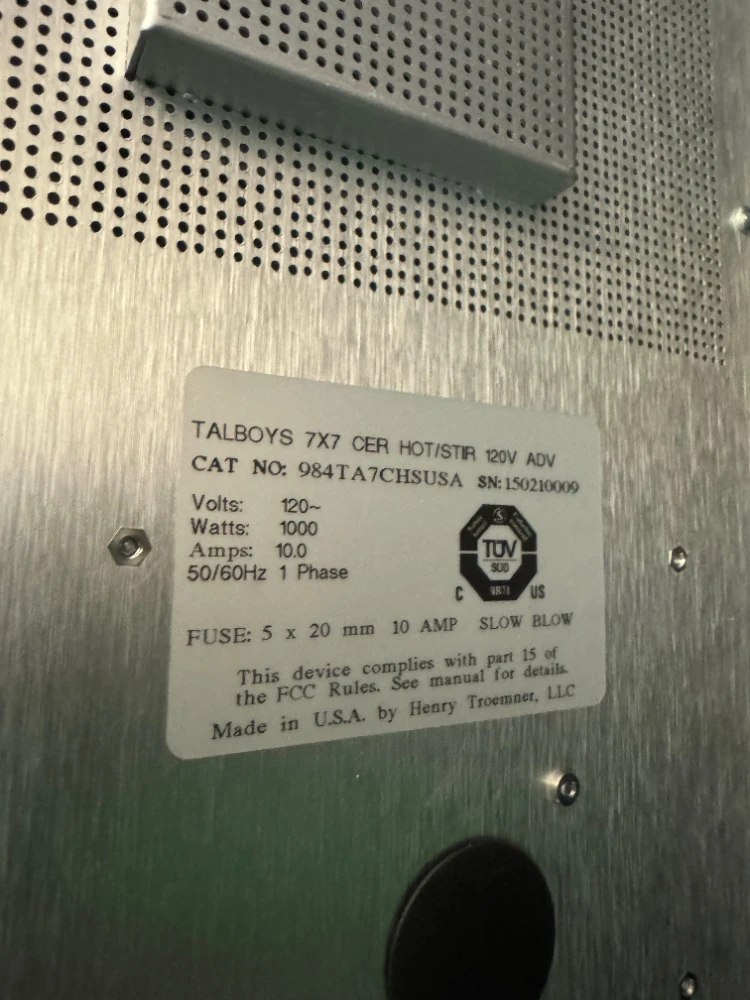 TALBOYS 7X7 CER HOT/STIR 120V ADV
CAT NO: 984TA7CHSUSA SN: 150210009
Volts: 120~
Watts: 1000
Amps: 10.0
50/60Hz 1 Phase
TÜV
SÜD
C US
FUSE: 5 x 20 mm 10 AMP SLOW BLOW
This device complies with part 15 of
the FCC Rules. See manual for details.
Made in U.S.A. by Henry Troemner, LLC